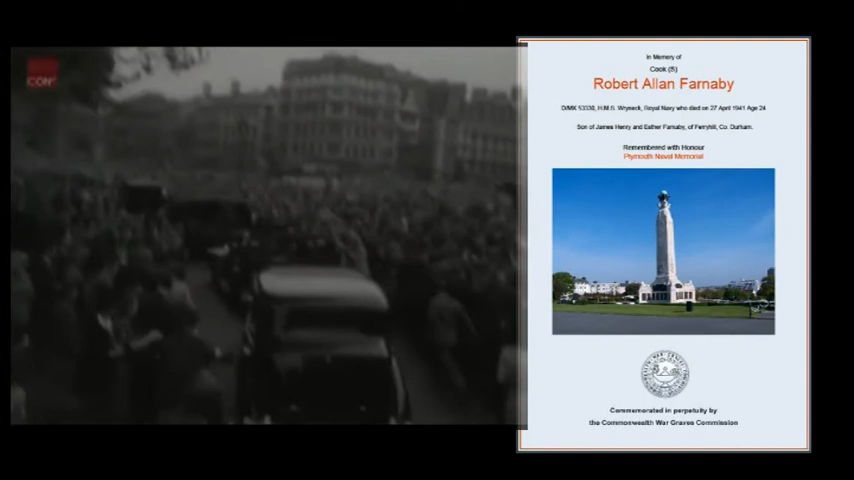 CON
In Memory of
Cook (S)
Robert Allan Farnaby
D/MX 53330, H.M.S. Wryneck, Royal Navy who died on 27 April 1941 Age 24
Son of James Henry and Esther Farnaby, of Ferryhill, Co. Durham.
Remembered with Honour
Plymouth Naval Memorial
Commemorated in perpetuity by
the Commonwealth War Graves Commission